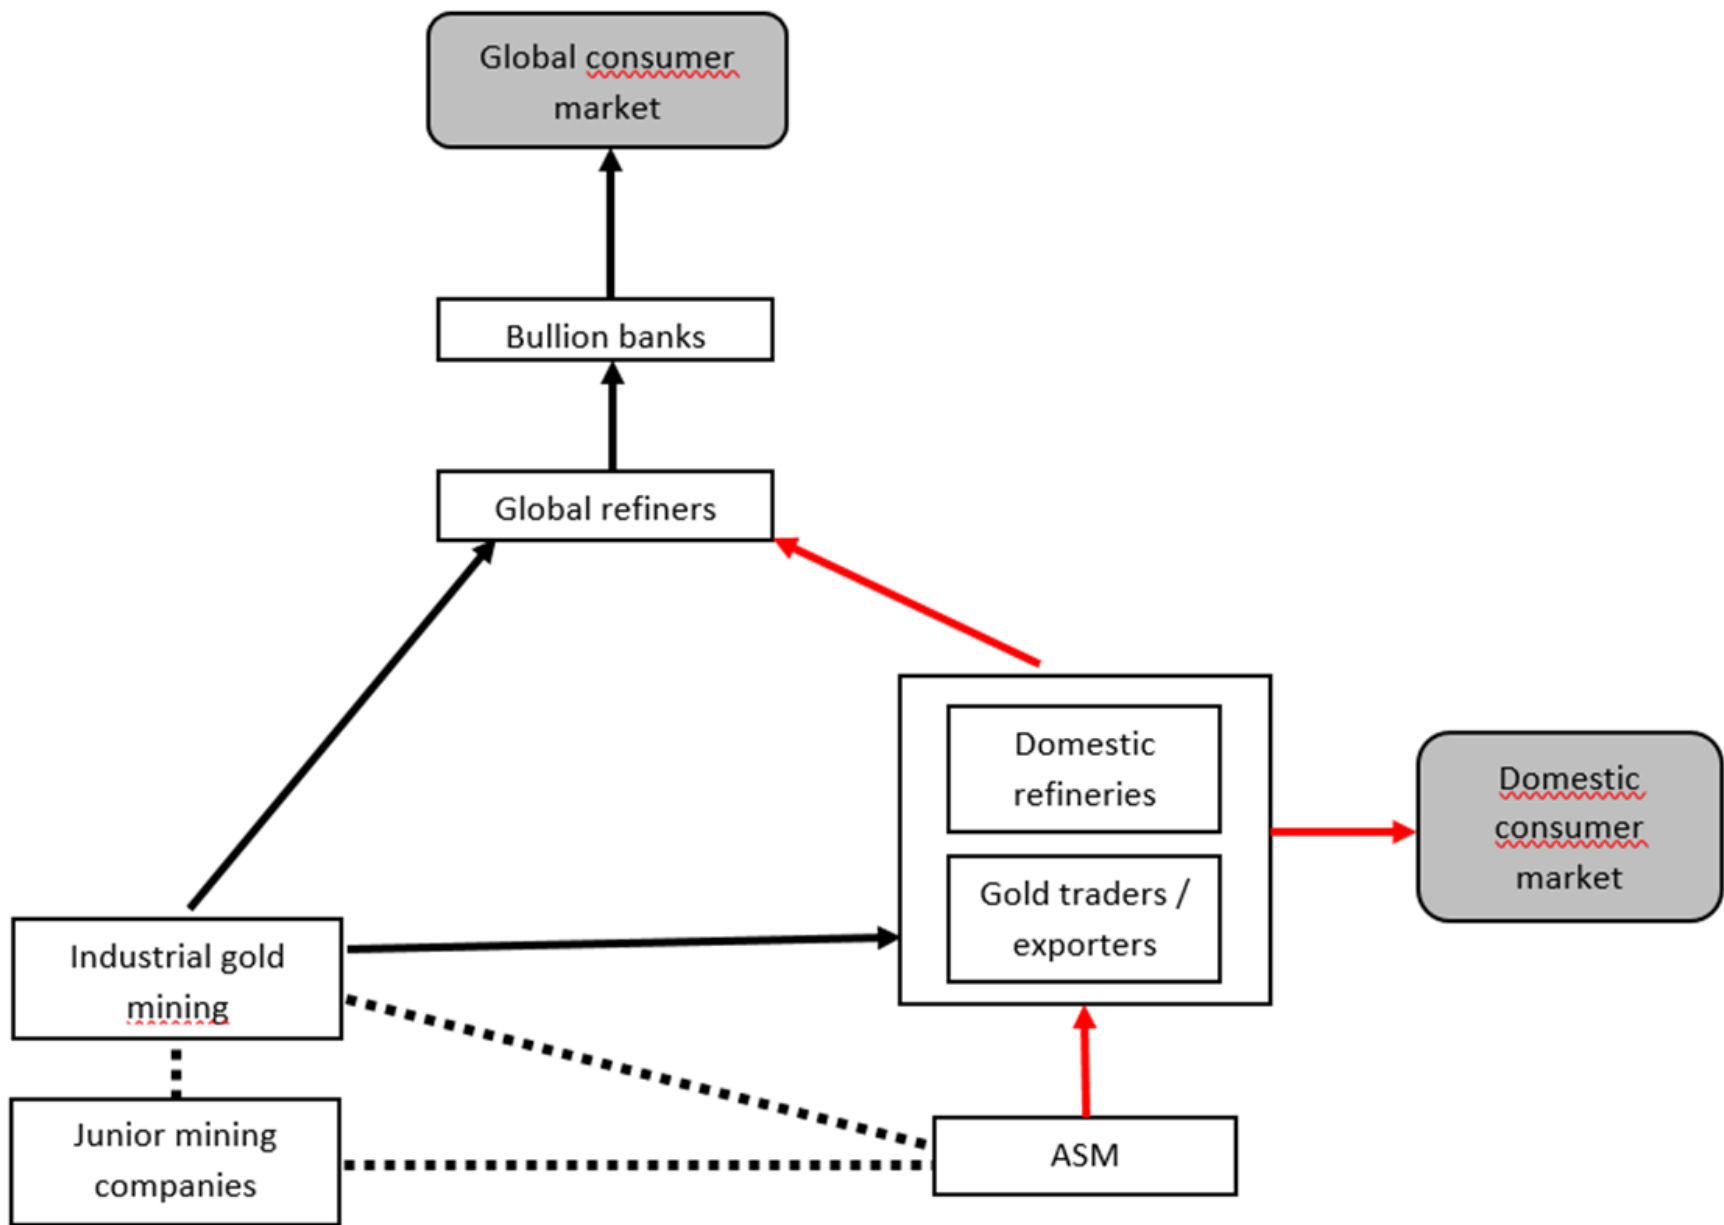 Global consumer
market
Bullion banks
Global refiners
Domestic
refineries
Gold traders /
exporters
Domestic
consumer
market
Industrial gold
mining
Junior mining
companies
ASM